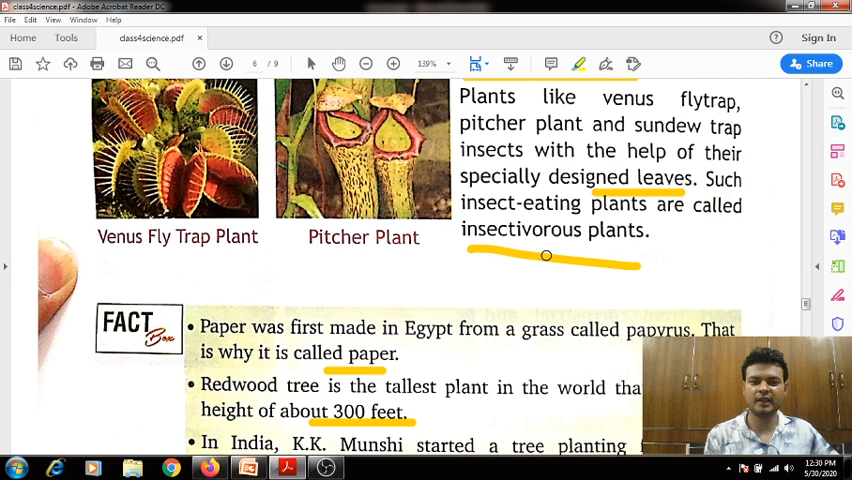 class4science.pdf - Adobe Acrobat Reader DC
File Edit View Window Help
Home Tools class4science.pdf × ? Sign In
6 / 9 139% Share
Plants like venus flytrap,
pitcher plant and sundew trap
insects with the help of their
specially designed leaves. Such
insect-eating plants are called
insectivorous plants.
Venus Fly Trap Plant Pitcher Plant
FACT
Box
• Paper was first made in Egypt from a grass called papyrus. That
is why it is called paper.
• Redwood tree is the tallest plant in the world tha
height of about 300 feet.
• In India, K.K. Munshi started a tree planting
12:30 PM
5/30/2020